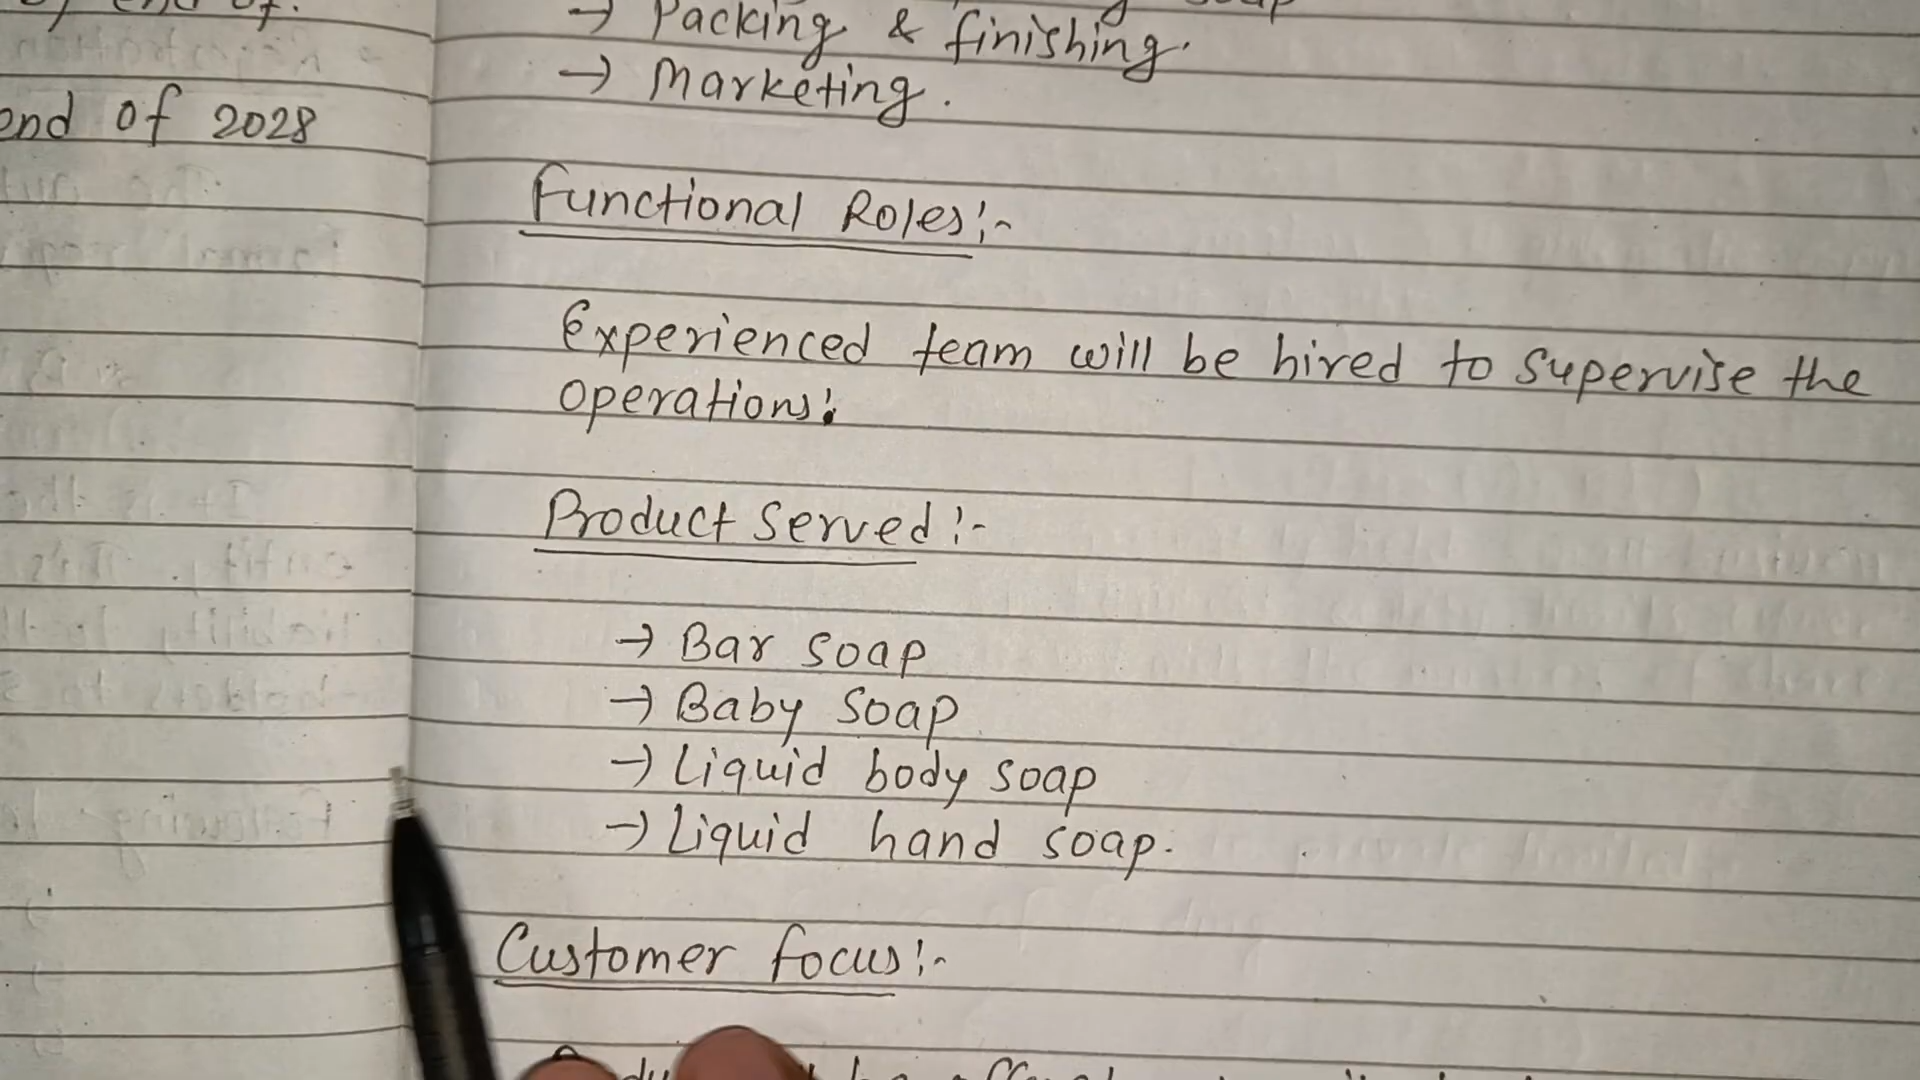 end of 2028
→ Packing & finishing.
→ Marketing.
Functional Roles:-
Experienced team will be hired to supervise the
operations.
Product Served:-
→ Bar soap
→ Baby soap
→ Liquid body soap
→ Liquid hand soap.
Customer focus:-